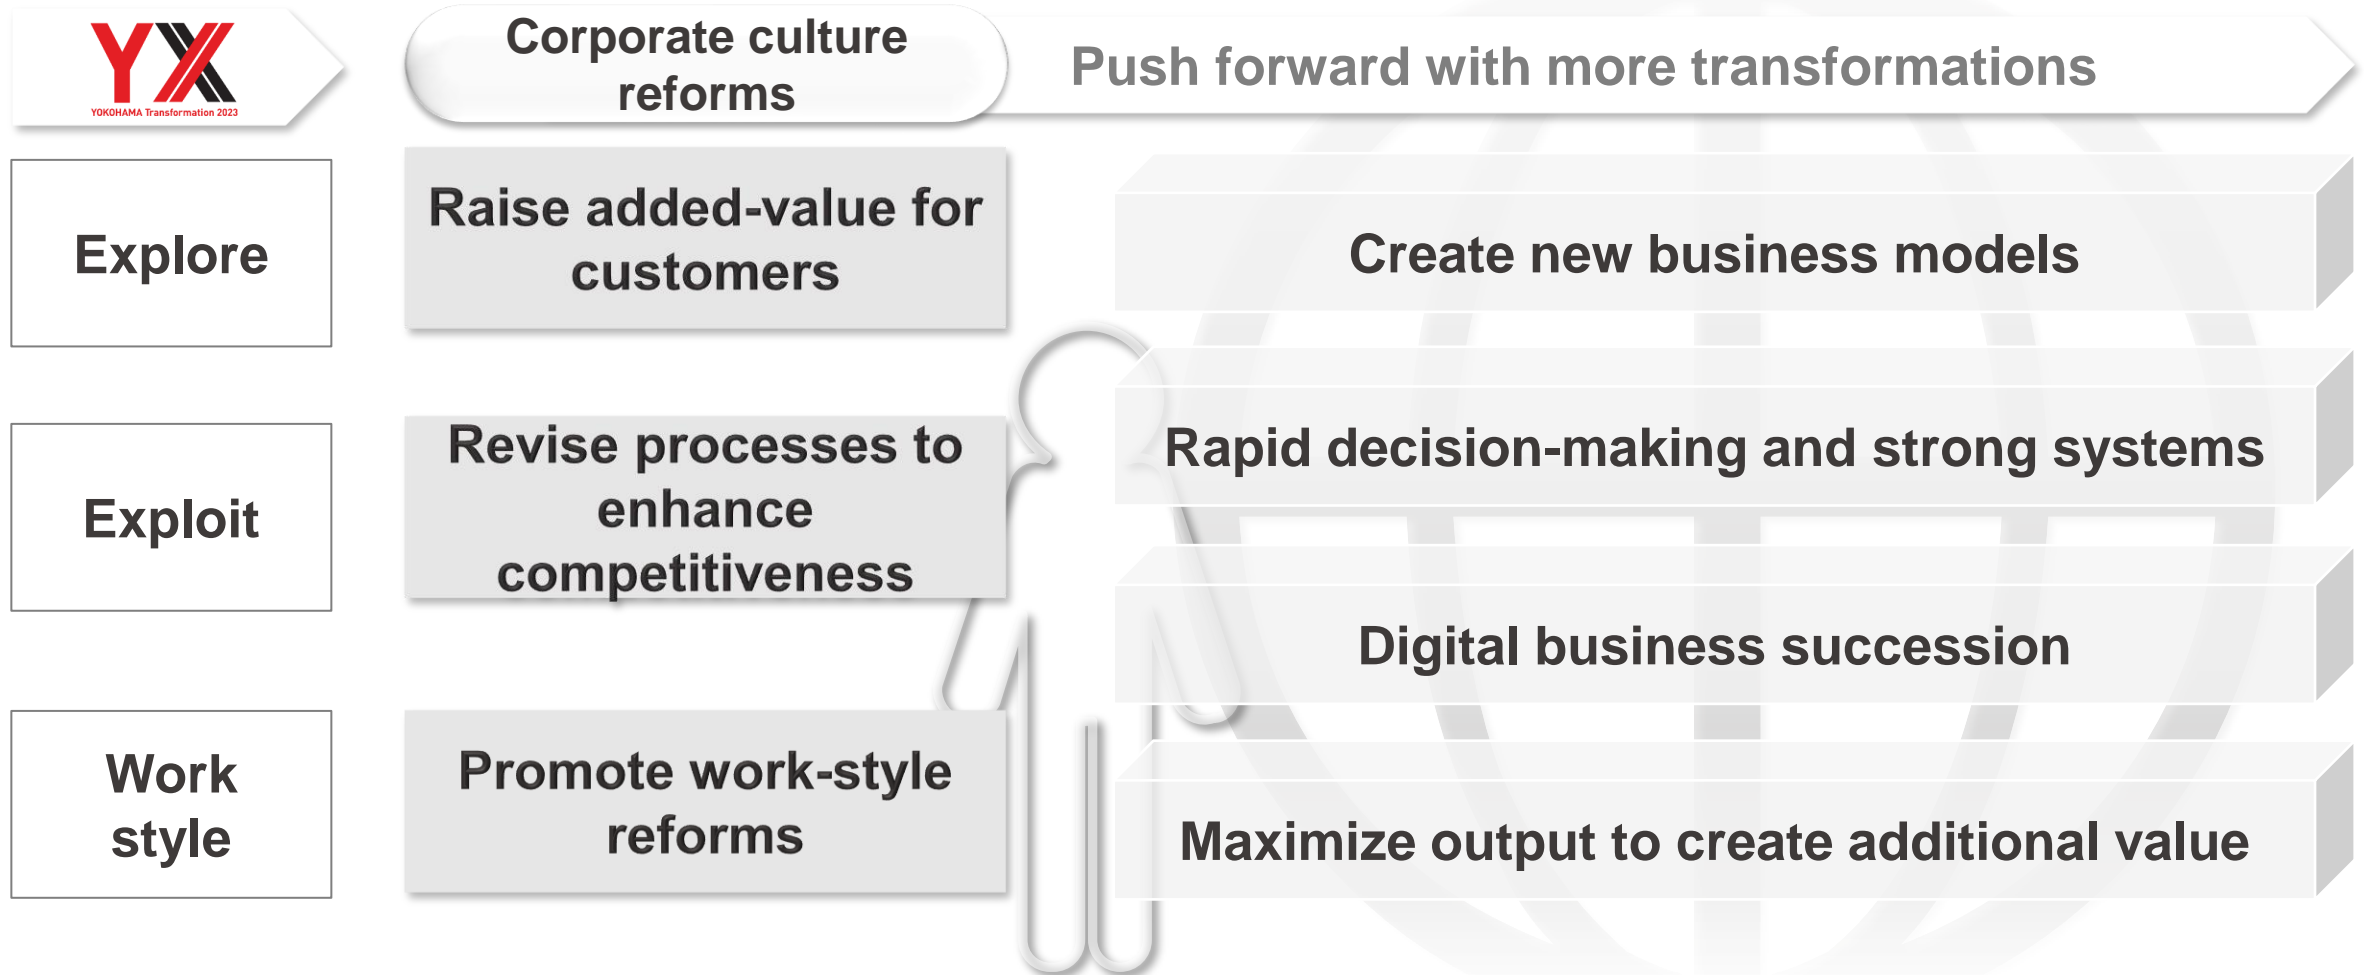 YX
YOKOHAMA Transformation 2023
Corporate culture
reforms
Push forward with more transformations
Explore
Raise added-value for
customers
Create new business models
Exploit
Revise processes to
enhance
competitiveness
Rapid decision-making and strong systems
Digital business succession
Work
style
Promote work-style
reforms
Maximize output to create additional value